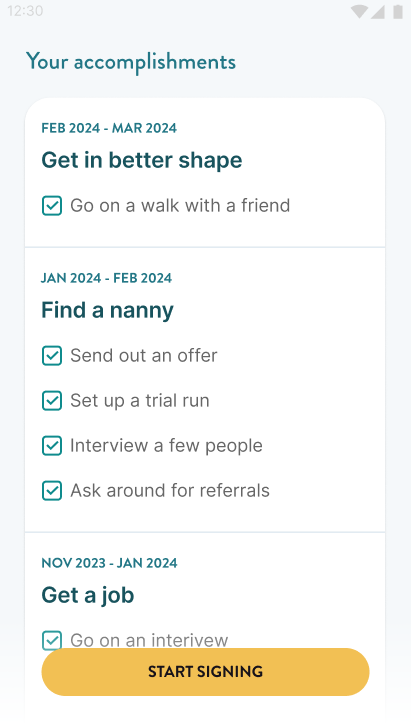 12:30
Your accomplishments
FEB 2024 - MAR 2024
Get in better shape
Go on a walk with a friend
JAN 2024 - FEB 2024
Find a nanny
Send out an offer
Set up a trial run
Interview a few people
Ask around for referrals
NOV 2023 - JAN 2024
Get a job
Go on an interivew
START SIGNING